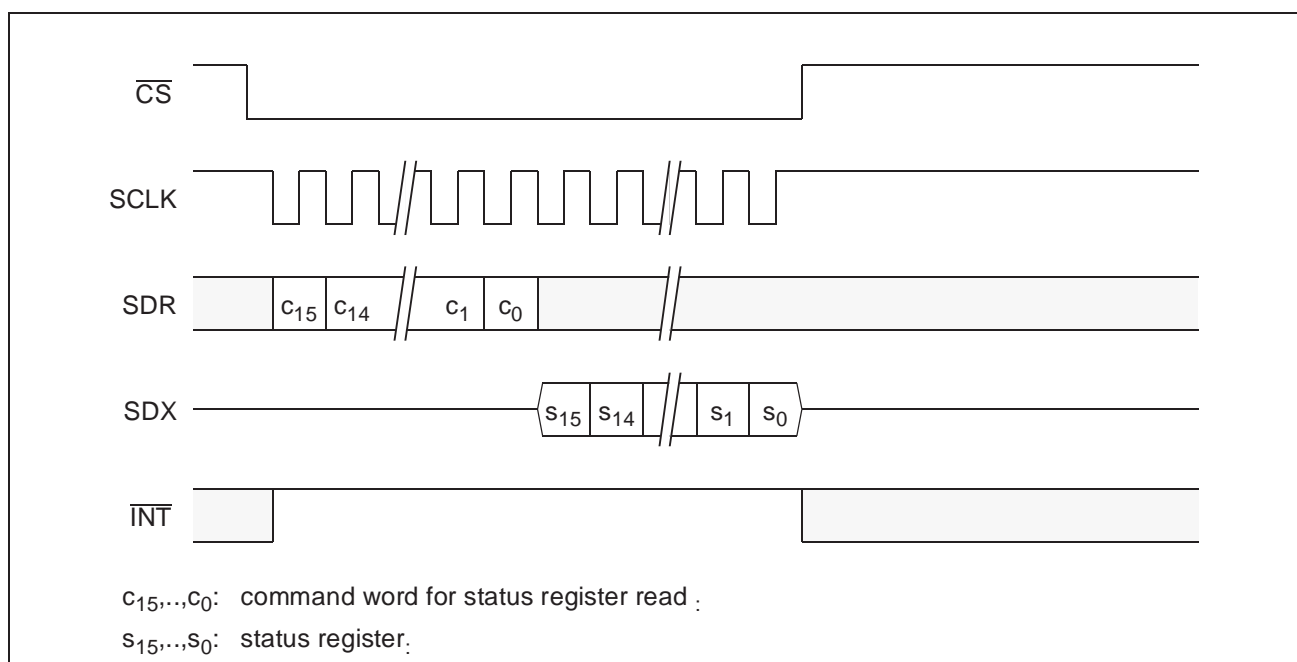 CS
SCLK
SDR c15 c14 c1 c0
SDX s15 s14 s1 s0
INT
c15,..,c0: command word for status register read :
s15,..,s0: status register: